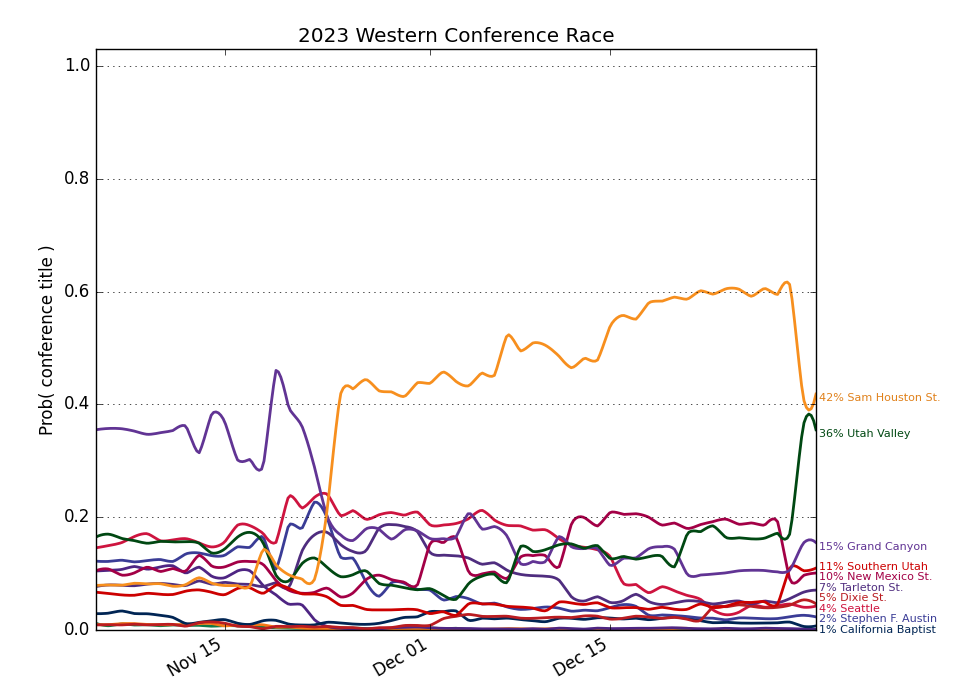 2023 Western Conference Race
Prob( conference title )
1.0
0.8
0.6
0.4
0.2
0.0
Nov 15
Dec 01
Dec 15
42% Sam Houston St.
36% Utah Valley
15% Grand Canyon
11% Southern Utah
10% New Mexico St.
7% Tarleton St.
5% Dixie St.
4% Seattle
2% Stephen F. Austin
1% California Baptist